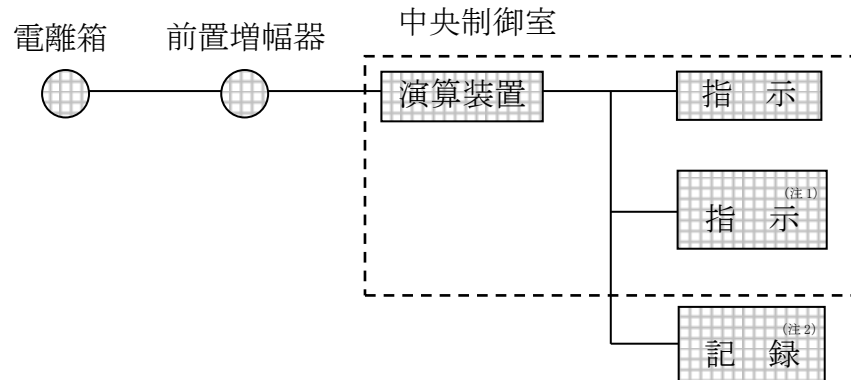 中央制御室
電離箱
前置増幅器
演算装置
指 示
(注1)
指 示
(注2)
記 録